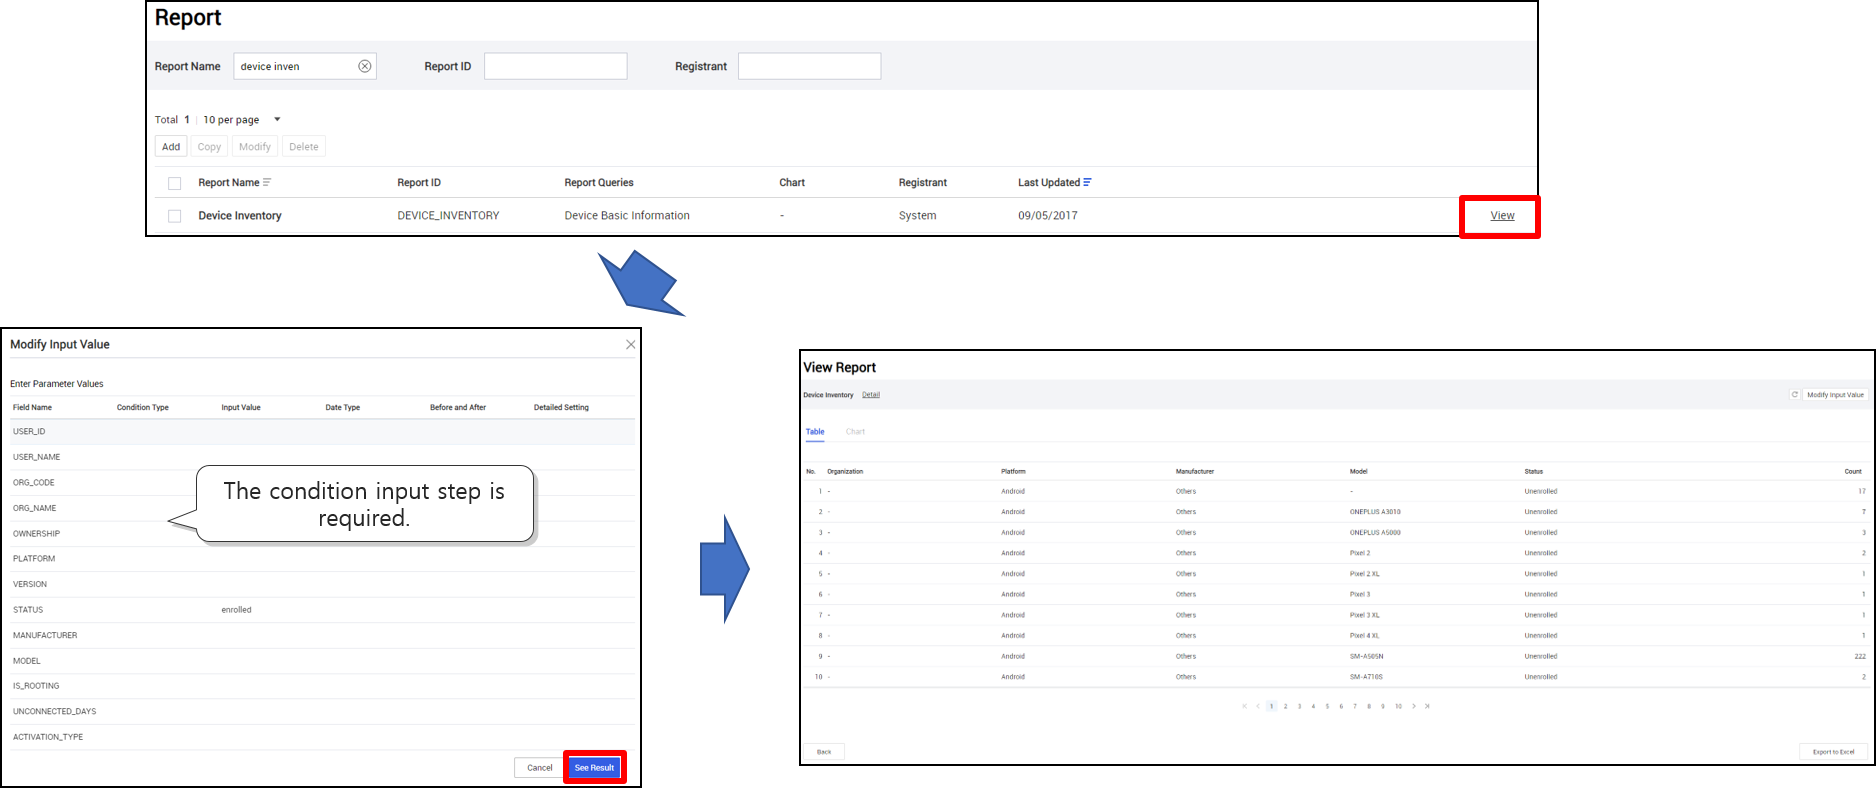 Report
Report Name device inven Report ID Registrant
Total 1 | 10 per page
Add Copy Modify Delete
Report Name Report ID Report Queries Chart Registrant Last Updated
Device Inventory DEVICE_INVENTORY Device Basic Information - System 09/05/2017 View
Modify Input Value
Enter Parameter Values
Field Name Condition Type Input Value Date Type Before and After Detailed Setting
USER_ID
USER_NAME
ORG_CODE
ORG_NAME
OWNERSHIP
PLATFORM
VERSION
STATUS enrolled
MANUFACTURER
MODEL
IS_ROOTING
UNCONNECTED_DAYS
ACTIVATION_TYPE
Cancel See Result
The condition input step is
required.
View Report
Device Inventory Detail Modify Input Value
Table Chart
No. Organization Platform Manufacturer Model Status Count
1 - Android Others - Unenrolled 17
2 - Android Others ONEPLUS A3010 Unenrolled 7
3 - Android Others ONEPLUS A5000 Unenrolled 3
4 - Android Others Pixel 2 Unenrolled 2
5 - Android Others Pixel 2 XL Unenrolled 1
6 - Android Others Pixel 3 Unenrolled 1
7 - Android Others Pixel 3 XL Unenrolled 1
8 - Android Others Pixel 4 XL Unenrolled 1
9 - Android Others SM-A505N Unenrolled 222
10 - Android Others SM-A710S Unenrolled 2
1 2 3 4 5 6 7 8 9 10
Back Export to Excel